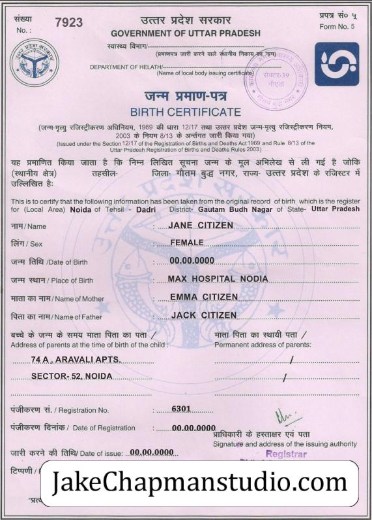 संख्या
No. :
7923
उत्तर प्रदेश सरकार
GOVERNMENT OF UTTAR PRADESH
प्रपत्र सं० ५
Form No. 5
स्वास्थ्य विभाग
(प्रमाणपत्र जारी करने वाले स्थानीय निकाय का नाम)
DEPARTMENT OF HELATH/
(Name of local body issuing certificate)
जन्म प्रमाण-पत्र
BIRTH CERTIFICATE
(जन्म-मृत्यु रजिस्ट्रीकरण अधिनियम, 1969 की धारा 12/17 तथा उत्तर प्रदेश जन्म-मृत्यु रजिस्ट्रीकरण नियम,
2003 के नियम 8/13 के अन्तर्गत जारी किया गया)
(Issued under the Section 12/17 of the Registration of Births and Deaths Act 1969 and Rule 8/13 of the
Uttar Pradesh Registration of Births and Deaths Rules 2003)
यह प्रमाणित किया जाता है कि निम्न लिखित सूचना जन्म के मूल अभिलेख से ली गई है जोकि
(स्थानीय क्षेत्र) तहसील- जिला- गौतम बुद्ध नगर, राज्य- उत्तर प्रदेश के रजिस्टर में
उल्लिखित है:
This is to certify that the following information has been taken from the original record of birth, which is the register
for (Local Area) Noida of Tehsil - Dadri District- Gautam Budh Nagar of State- Uttar Pradesh
नाम/Name : JANE CITIZEN
लिंग/Sex : FEMALE
जन्म तिथि/Date of Birth : 00.00.0000
जन्म स्थान/Place of Birth : MAX HOSPITAL NODIA
माता का नाम/Name of Mother : EMMA CITIZEN
पिता का नाम/Name of Father : JACK CITIZEN
बच्चे के जन्म के समय माता पिता का पता/ माता पिता का स्थायी पता/
Address of parents at the time of birth of the child: Permanent address of parents:
74 A , ARAVALI APTS. /
SECTOR- 52, NOIDA /
पंजीकरण सं. / Registration No. : 6301
पंजीकरण दिनांक/ Date of Registration : 00.00.0000
प्राधिकारी के हस्ताक्षर एवं पता
Signature and address of the issuing authority
जारी करने की तिथि/Date of issue: 00.00.0000
Registrar
टिप्पणी
JakeChapmanstudio.com/